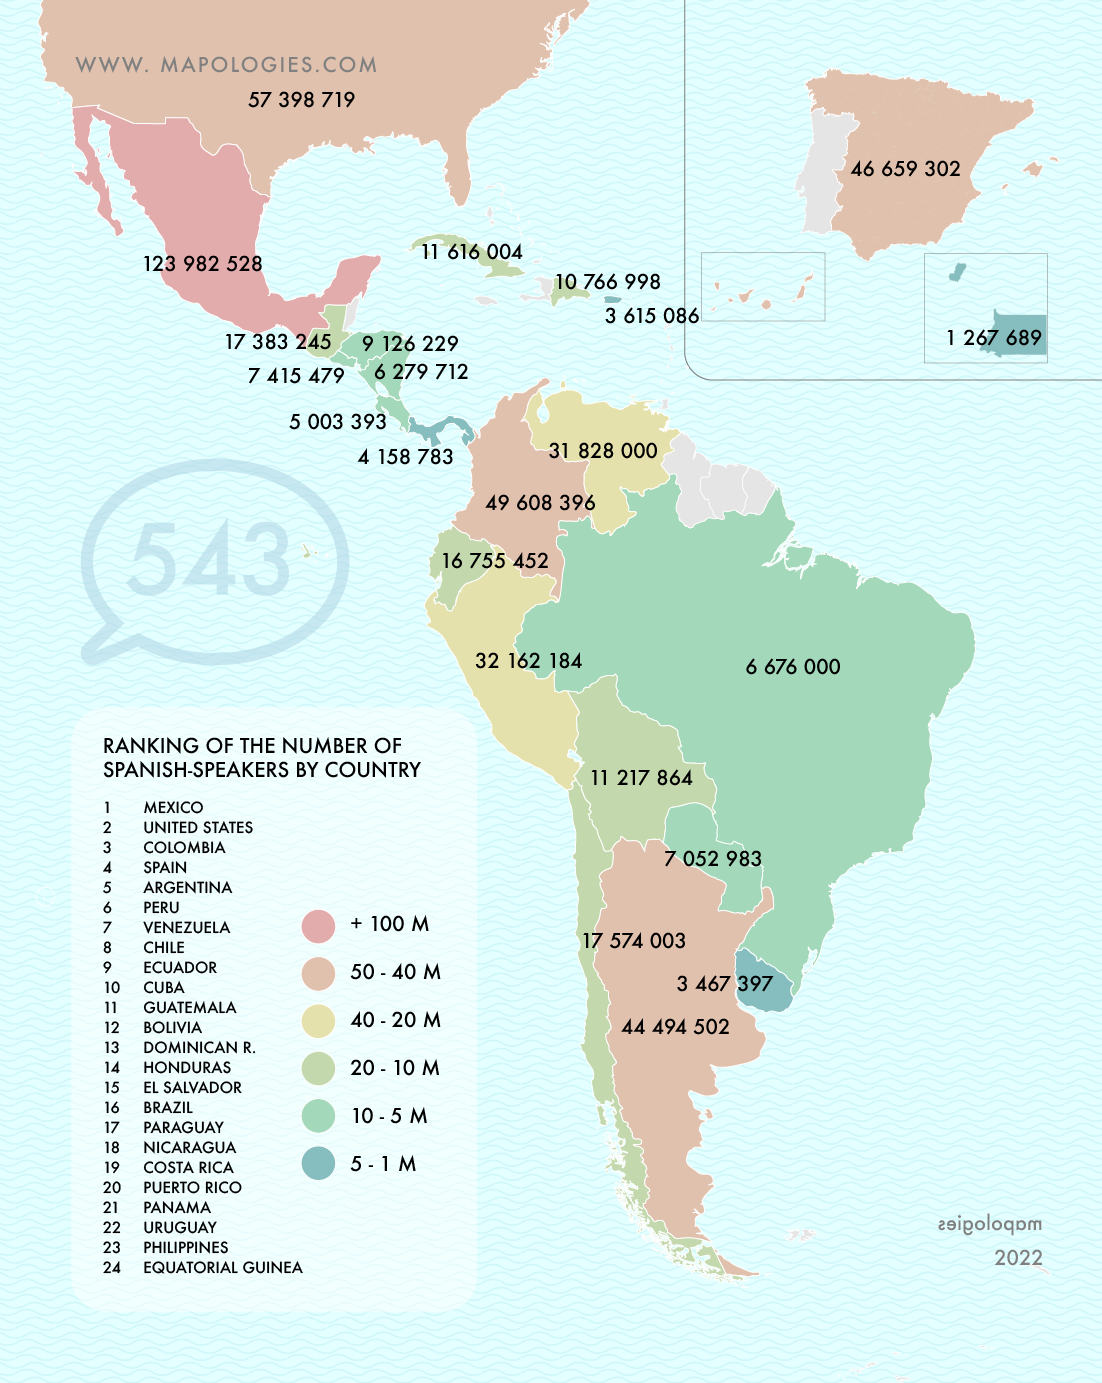 WWW. MAPOLOGIES.COM
57 398 719
46 659 302
123 982 528
11 616 004
10 766 998
3 615 086
17 383 245
9 126 229
1 267 689
7 415 479
6 279 712
5 003 393
4 158 783
31 828 000
49 608 396
543
16 755 452
32 162 184
6 676 000
11 217 864
7 052 983
17 574 003
3 467 397
44 494 502
RANKING OF THE NUMBER OF
SPANISH-SPEAKERS BY COUNTRY
1 MEXICO
2 UNITED STATES
3 COLOMBIA
4 SPAIN
5 ARGENTINA
6 PERU
7 VENEZUELA
8 CHILE
9 ECUADOR
10 CUBA
11 GUATEMALA
12 BOLIVIA
13 DOMINICAN R.
14 HONDURAS
15 EL SALVADOR
16 BRAZIL
17 PARAGUAY
18 NICARAGUA
19 COSTA RICA
20 PUERTO RICO
21 PANAMA
22 URUGUAY
23 PHILIPPINES
24 EQUATORIAL GUINEA
+ 100 M
50 - 40 M
40 - 20 M
20 - 10 M
10 - 5 M
5 - 1 M
mapologies
2022